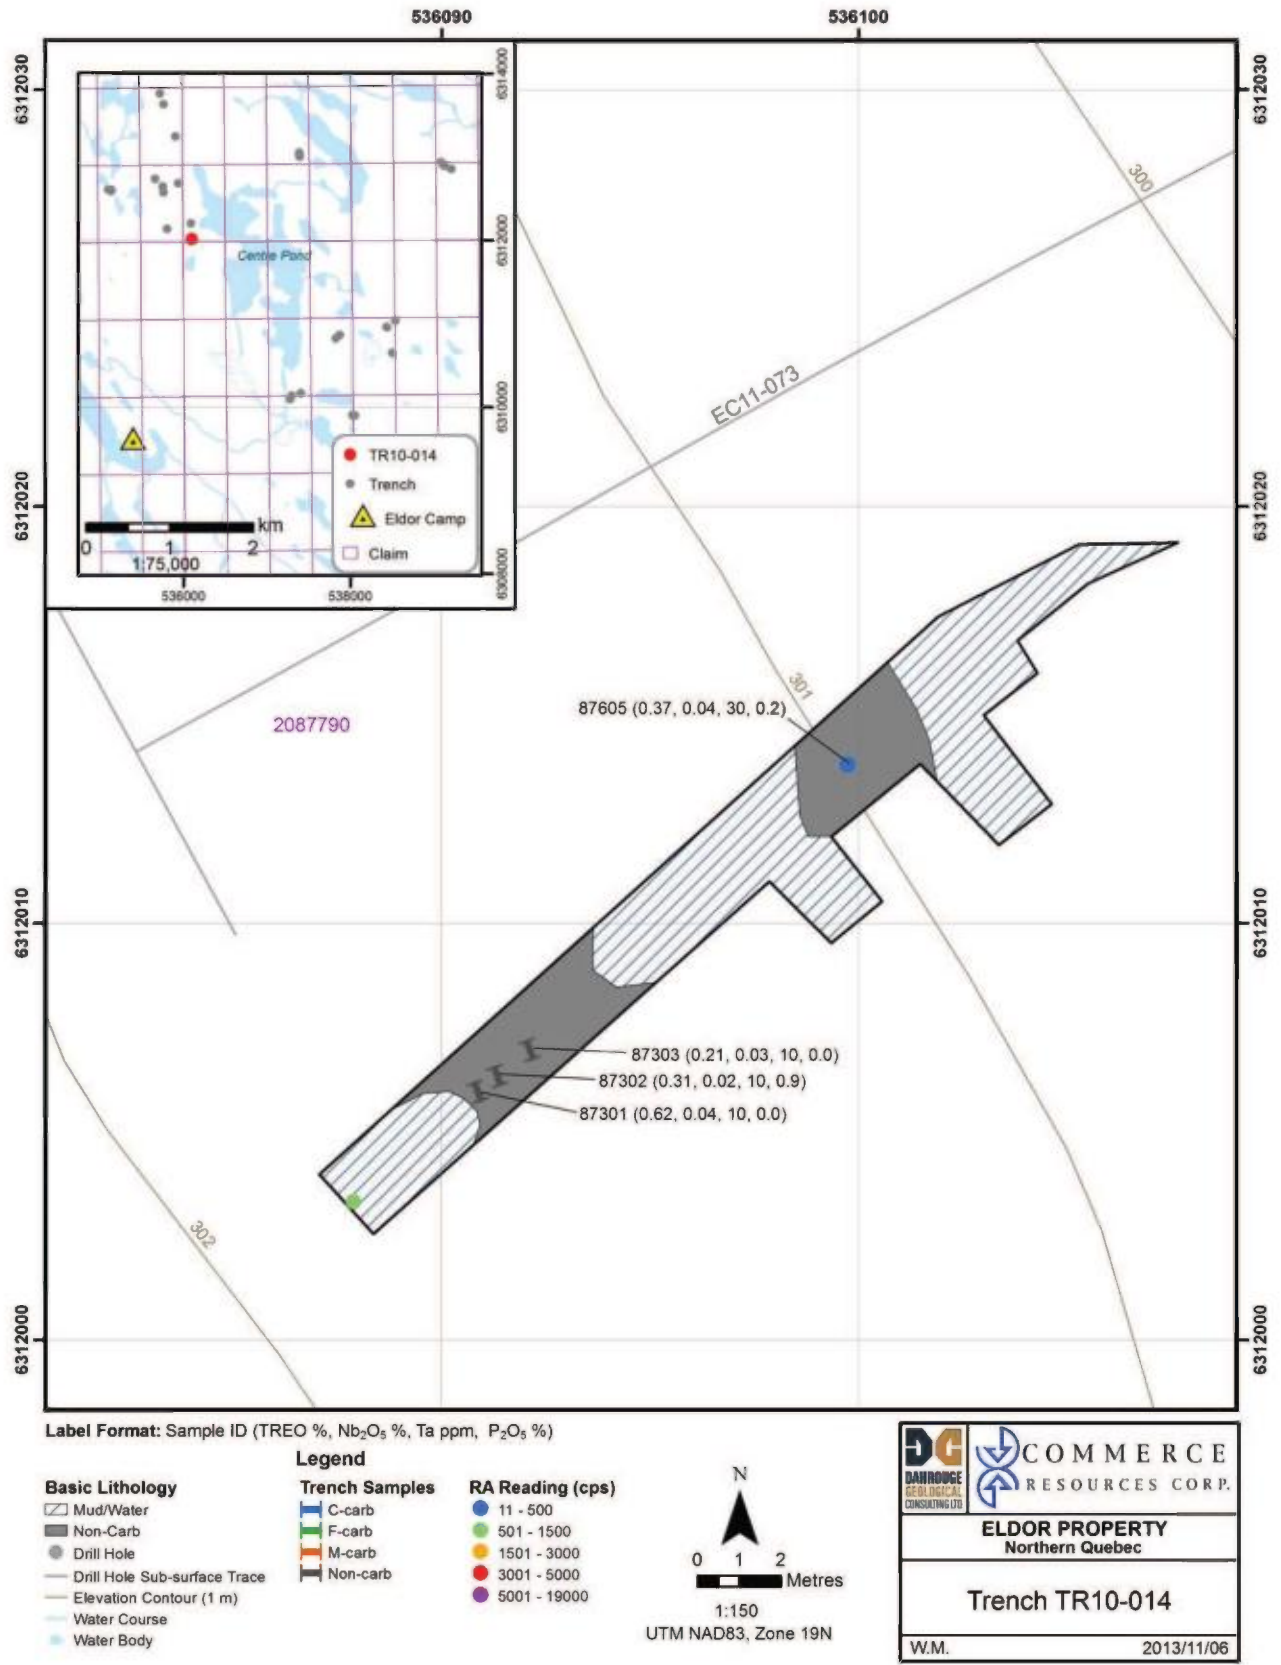 536090
536100
6312030
6312030
6314000
6312000
6310000
6308000
Centre Pond
TR10-014
Trench
Eldor Camp
Claim
km
0 1 2
1:75,000
536000
538000
300
EC11-073
6312020
6312020
301
87605 (0.37, 0.04, 30, 0.2)
2087790
6312010
6312010
87303 (0.21, 0.03, 10, 0.0)
87302 (0.31, 0.02, 10, 0.9)
87301 (0.62, 0.04, 10, 0.0)
302
6312000
6312000
Label Format: Sample ID (TREO %, Nb₂O₅ %, Ta ppm, P₂O₅ %)
Legend
Basic Lithology
Mud/Water
Non-Carb
Drill Hole
Drill Hole Sub-surface Trace
Elevation Contour (1 m)
Water Course
Water Body
Trench Samples
C-carb
F-carb
M-carb
Non-carb
RA Reading (cps)
11 - 500
501 - 1500
1501 - 3000
3001 - 5000
5001 - 19000
N
0 1 2
Metres
1:150
UTM NAD83, Zone 19N
DAHROUGE
GEOLOGICAL
CONSULTING LTD
COMMERCE
RESOURCES CORP.
ELDOR PROPERTY
Northern Quebec
Trench TR10-014
W.M. 2013/11/06